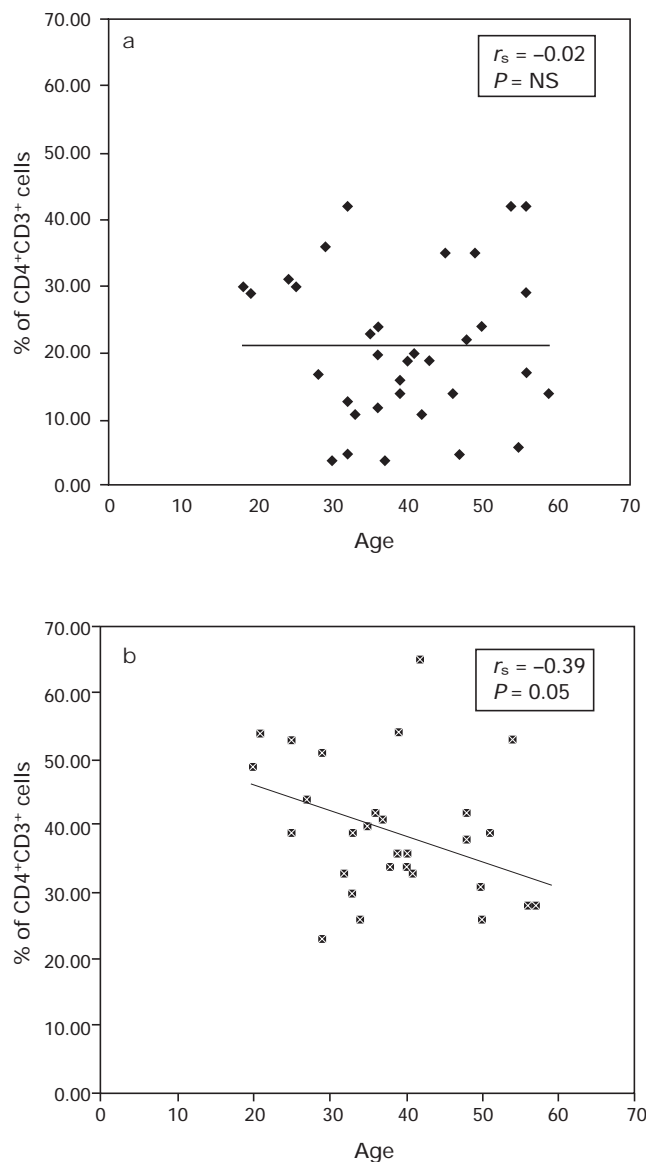 a
rₛ = –0.02
P = NS
% of CD4⁺CD3⁺ cells
70.00
60.00
50.00
40.00
30.00
20.00
10.00
0.00
0 10 20 30 40 50 60 70
Age
b
rₛ = –0.39
P = 0.05
% of CD4⁺CD3⁺ cells
70.00
60.00
50.00
40.00
30.00
20.00
10.00
0.00
0 10 20 30 40 50 60 70
Age